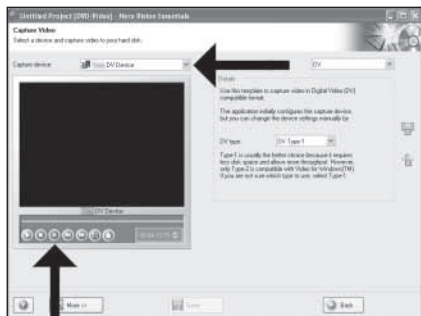 Untitled Project [DVD-Video] - Nero Vision Essentials
Capture Video
Select a device and capture video to your hard disk.
Capture device: DV Device
DV
Details
Use this template to capture video in Digital Video (DV)
compatible format.
The application initially configures the capture device,
but you can change the device settings manually by
DV type: DV Type-1
Type-1 is usually the better choice because it requires
less disk space and allows more throughput. However,
only Type-2 is compatible with Video for Windows(TM).
If you are not sure which type to use, select Type-1.
DV Device
More >>
Save
Back